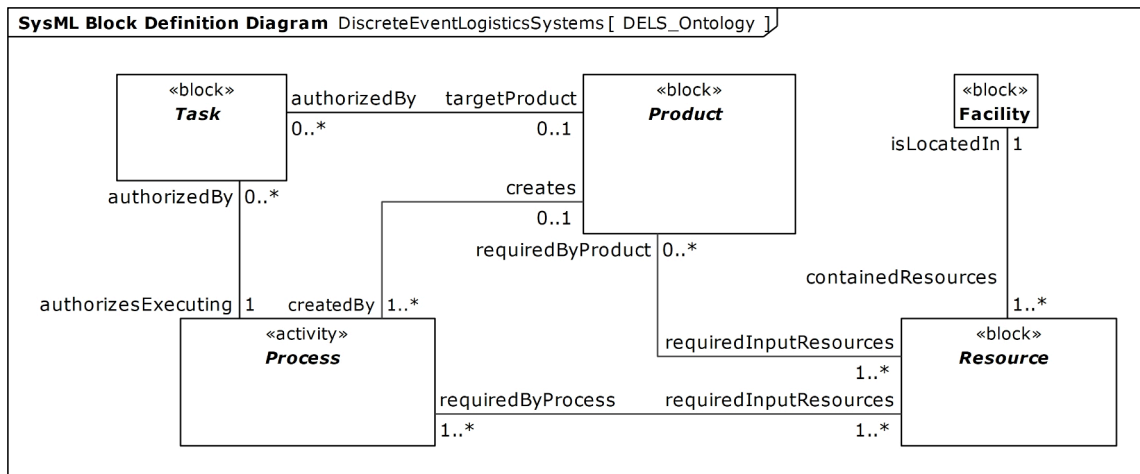 SysML Block Definition Diagram DiscreteEventLogisticsSystems [ DELS_Ontology ]
«block»
Task
authorizedBy
0..*
targetProduct
0..1
«block»
Product
«block»
Facility
isLocatedIn 1
authorizedBy 0..*
creates
0..1
requiredByProduct 0..*
containedResources
1..*
authorizesExecuting 1
createdBy 1..*
«activity»
Process
requiredInputResources
1..*
«block»
Resource
requiredByProcess
1..*
requiredInputResources
1..*